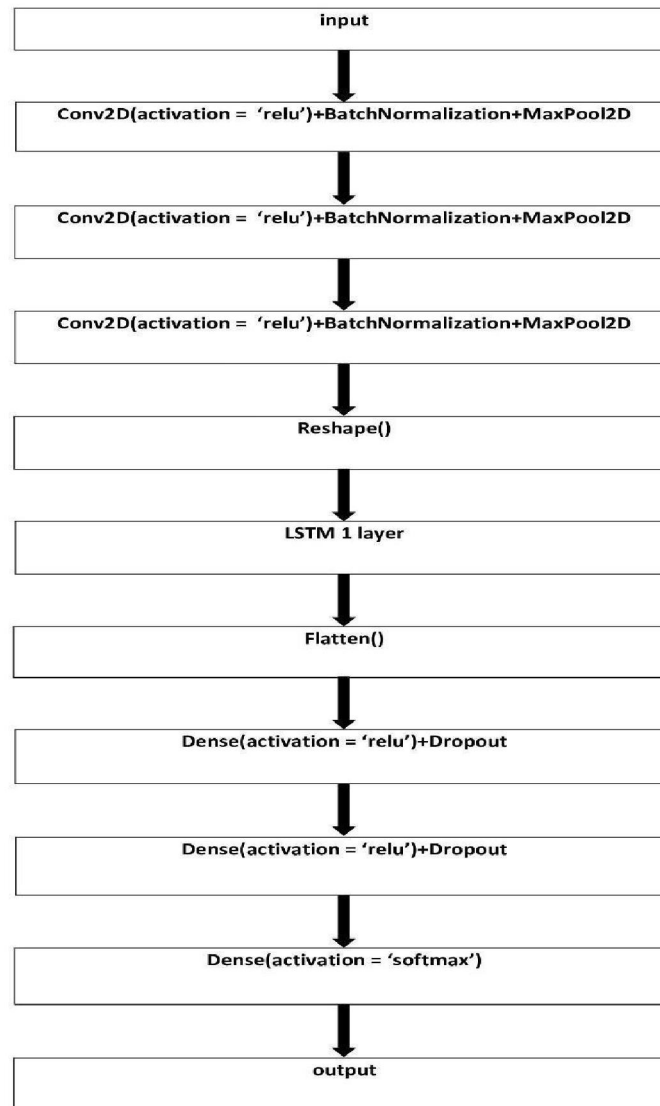 input
Conv2D(activation = ‘relu’)+BatchNormalization+MaxPool2D
Conv2D(activation = ‘relu’)+BatchNormalization+MaxPool2D
Conv2D(activation = ‘relu’)+BatchNormalization+MaxPool2D
Reshape()
LSTM 1 layer
Flatten()
Dense(activation = ‘relu’)+Dropout
Dense(activation = ‘relu’)+Dropout
Dense(activation = ‘softmax’)
output